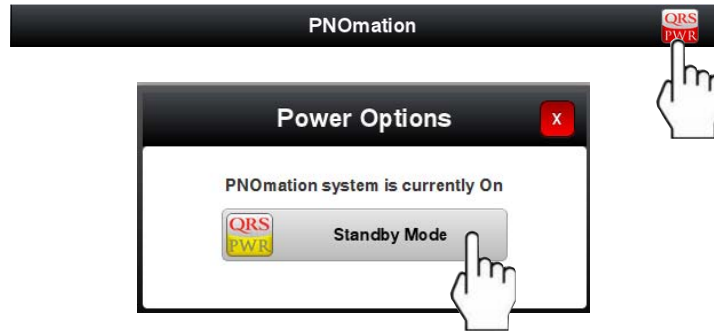 PNOmation
QRS
PWR
Power Options
X
PNOmation system is currently On
QRS
PWR
Standby Mode